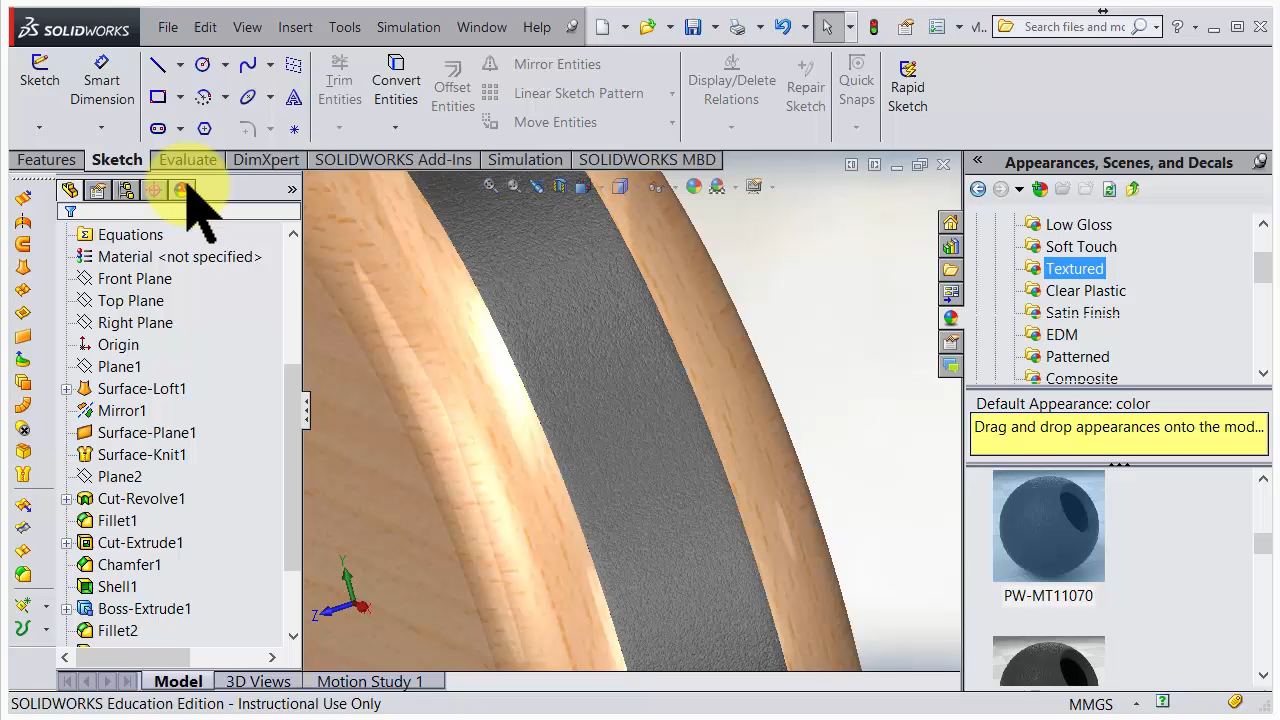 SOLIDWORKS
File Edit View Insert Tools Simulation Window Help
Search files and mo
Sketch
Smart
Dimension
Trim
Entities
Convert
Entities
Offset
Entities
Mirror Entities
Linear Sketch Pattern
Move Entities
Display/Delete
Relations
Repair
Sketch
Quick
Snaps
Rapid
Sketch
Features Sketch Evaluate DimXpert SOLIDWORKS Add-Ins Simulation SOLIDWORKS MBD
Equations
Material <not specified>
Front Plane
Top Plane
Right Plane
Origin
Plane1
Surface-Loft1
Mirror1
Surface-Plane1
Surface-Knit1
Plane2
Cut-Revolve1
Fillet1
Cut-Extrude1
Chamfer1
Shell1
Boss-Extrude1
Fillet2
Y
Z
X
Appearances, Scenes, and Decals
Low Gloss
Soft Touch
Textured
Clear Plastic
Satin Finish
EDM
Patterned
Composite
Default Appearance: color
Drag and drop appearances onto the mod...
PW-MT11070
Model 3D Views Motion Study 1
SOLIDWORKS Education Edition - Instructional Use Only
MMGS